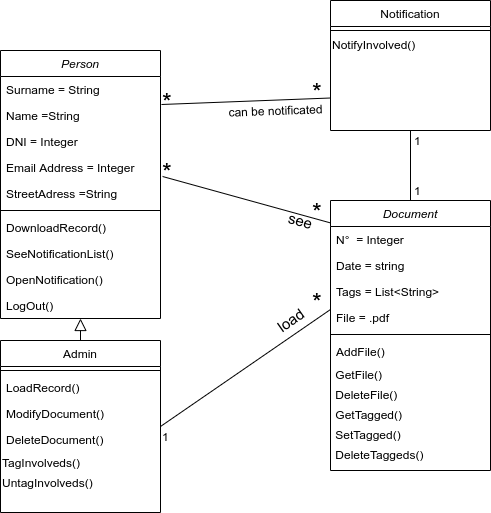 Notification
NotifyInvolved()
Person
Surname = String
Name =String
DNI = Integer
Email Address = Integer
StreetAdress =String
DownloadRecord()
SeeNotificationList()
OpenNotification()
LogOut()
*
*
can be notificated
*
*
see
1
1
Document
N° = Integer
Date = string
Tags = List<String>
File = .pdf
AddFile()
GetFile()
DeleteFile()
GetTagged()
SetTagged()
DeleteTaggeds()
*
load
1
Admin
LoadRecord()
ModifyDocument()
DeleteDocument()
TagInvolveds()
UntagInvolveds()